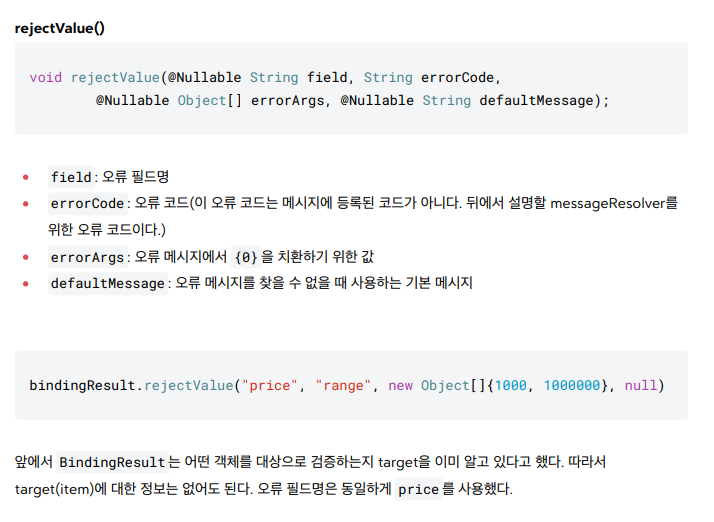 rejectValue()
void rejectValue(@Nullable String field, String errorCode,
@Nullable Object[] errorArgs, @Nullable String defaultMessage);
field : 오류 필드명
errorCode : 오류 코드(이 오류 코드는 메시지에 등록된 코드가 아니다. 뒤에서 설명할 messageResolver를
위한 오류 코드이다.)
errorArgs : 오류 메시지에서 {0} 을 치환하기 위한 값
defaultMessage : 오류 메시지를 찾을 수 없을 때 사용하는 기본 메시지
bindingResult.rejectValue("price", "range", new Object[]{1000, 1000000}, null)
앞에서 BindingResult 는 어떤 객체를 대상으로 검증하는지 target을 이미 알고 있다고 했다. 따라서
target(item)에 대한 정보는 없어도 된다. 오류 필드명은 동일하게 price 를 사용했다.